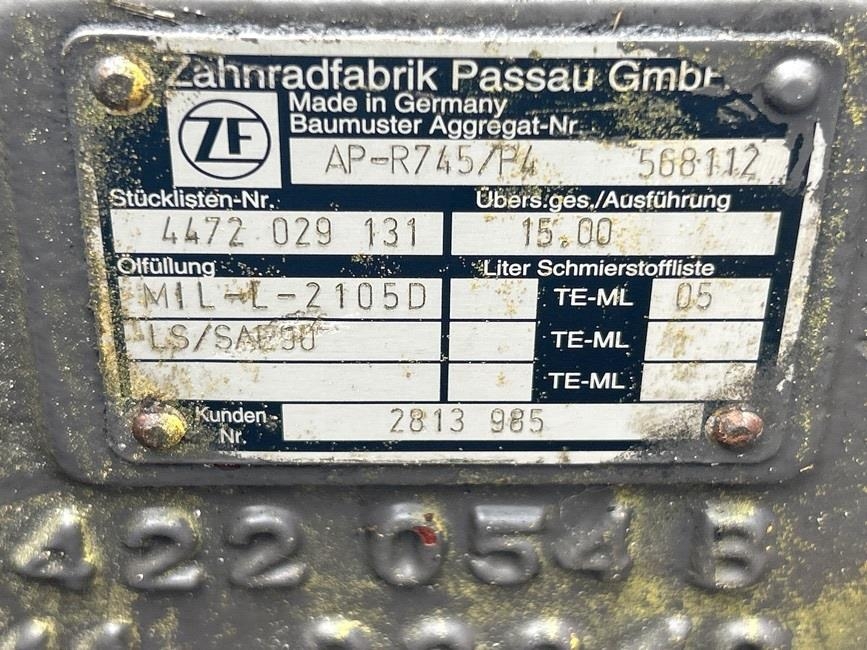 Zahnradfabrik Passau GmbH
ZF
Made in Germany
Baumuster Aggregat-Nr.
AP-R745/P4 568112
Stücklisten-Nr. Übers.ges./Ausführung
4472 029 131 15.00
Ölfüllung Liter Schmierstoffliste
MIL-L-2105D TE-ML 05
LS/SAE90 TE-ML
TE-ML
Kunden-
Nr. 2813 985
4422 054 B